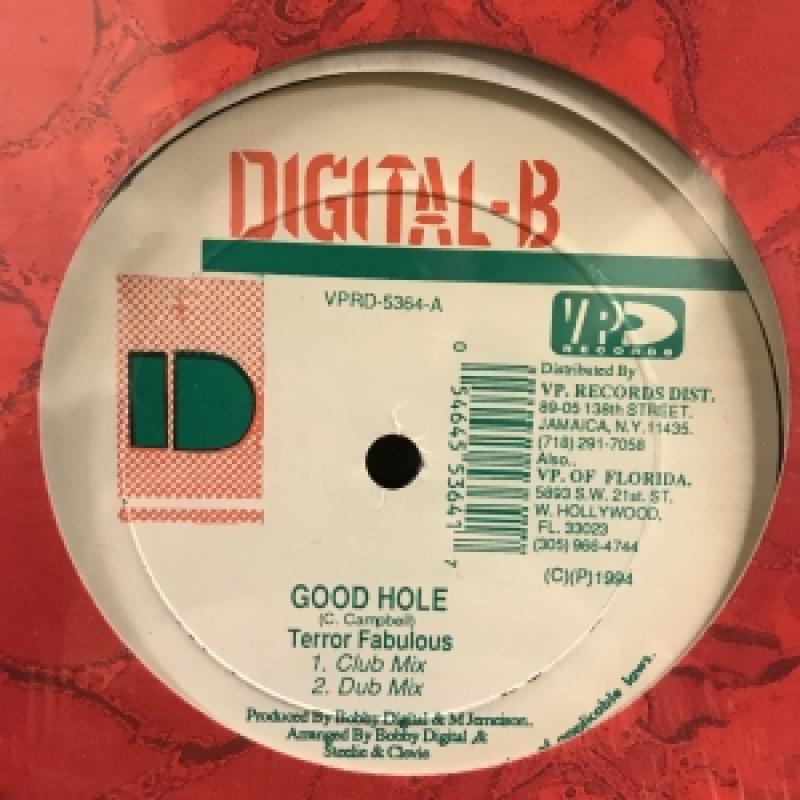 DIGITAL-B
VPRD-5364-A
VP
RECORDS
D
0 54645 53641 7
Distributed By
VP. RECORDS DIST.
89-05 138th STREET.
JAMAICA, N.Y. 11435.
(718) 291-7058
Also..
VP. OF FLORIDA.
5893 S.W. 21st. ST.
W. HOLLYWOOD,
FL. 33023
(305) 966-4744
(C)(P)1994
GOOD HOLE
(C. Campbell)
Terror Fabulous
1. Club Mix
2. Dub Mix
Produced By Bobby Digital & M Jemeison.
Arranged By Bobby Digital ,&
Steelie & Clevie
applicable laws.